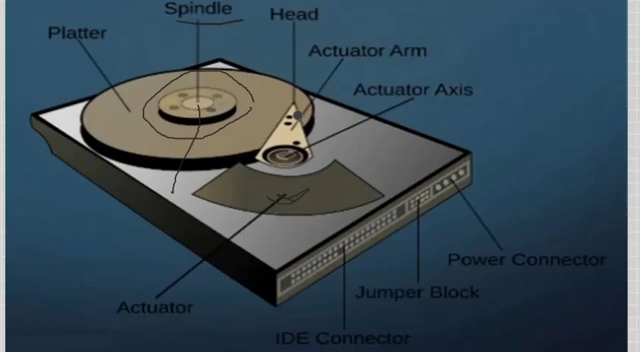 Spindle
Head
Platter
Actuator Arm
Actuator Axis
Power Connector
Jumper Block
Actuator
IDE Connector